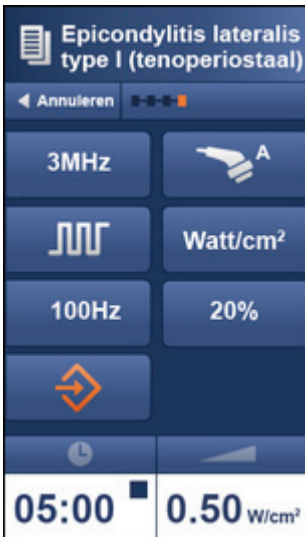 Epicondylitis lateralis
type I (tenoperiostaal)
Annuleren
3MHz
A
Watt/cm²
100Hz
20%
05:00
0.50 W/cm²